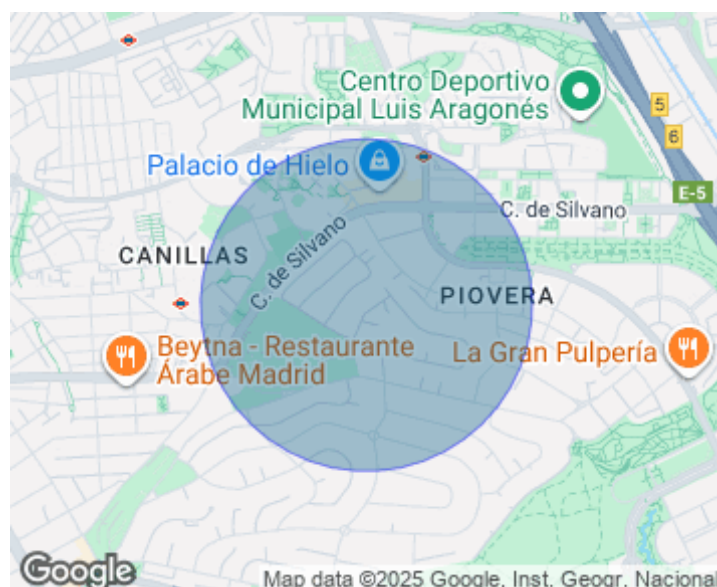 Centro Deportivo
Municipal Luis Aragonés
5
6
E-5
Palacio de Hielo
C. de Silvano
C. de Silvano
CANILLAS
PIOVERA
Beytna - Restaurante
Árabe Madrid
La Gran Pulpería
Google
Map data ©2025 Google, Inst. Geogr. Nacional